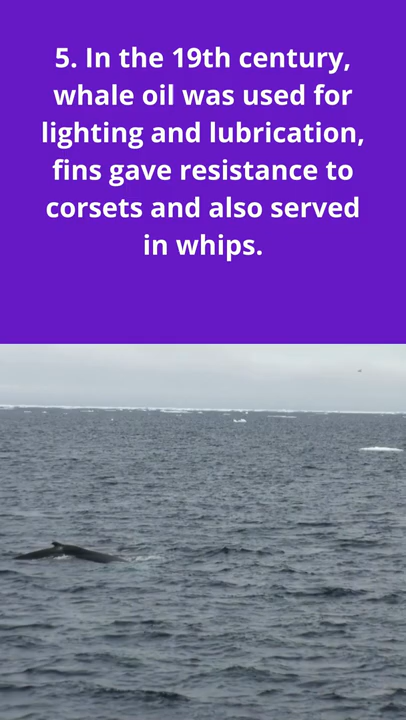 5. In the 19th century,
whale oil was used for
lighting and lubrication,
fins gave resistance to
corsets and also served
in whips.